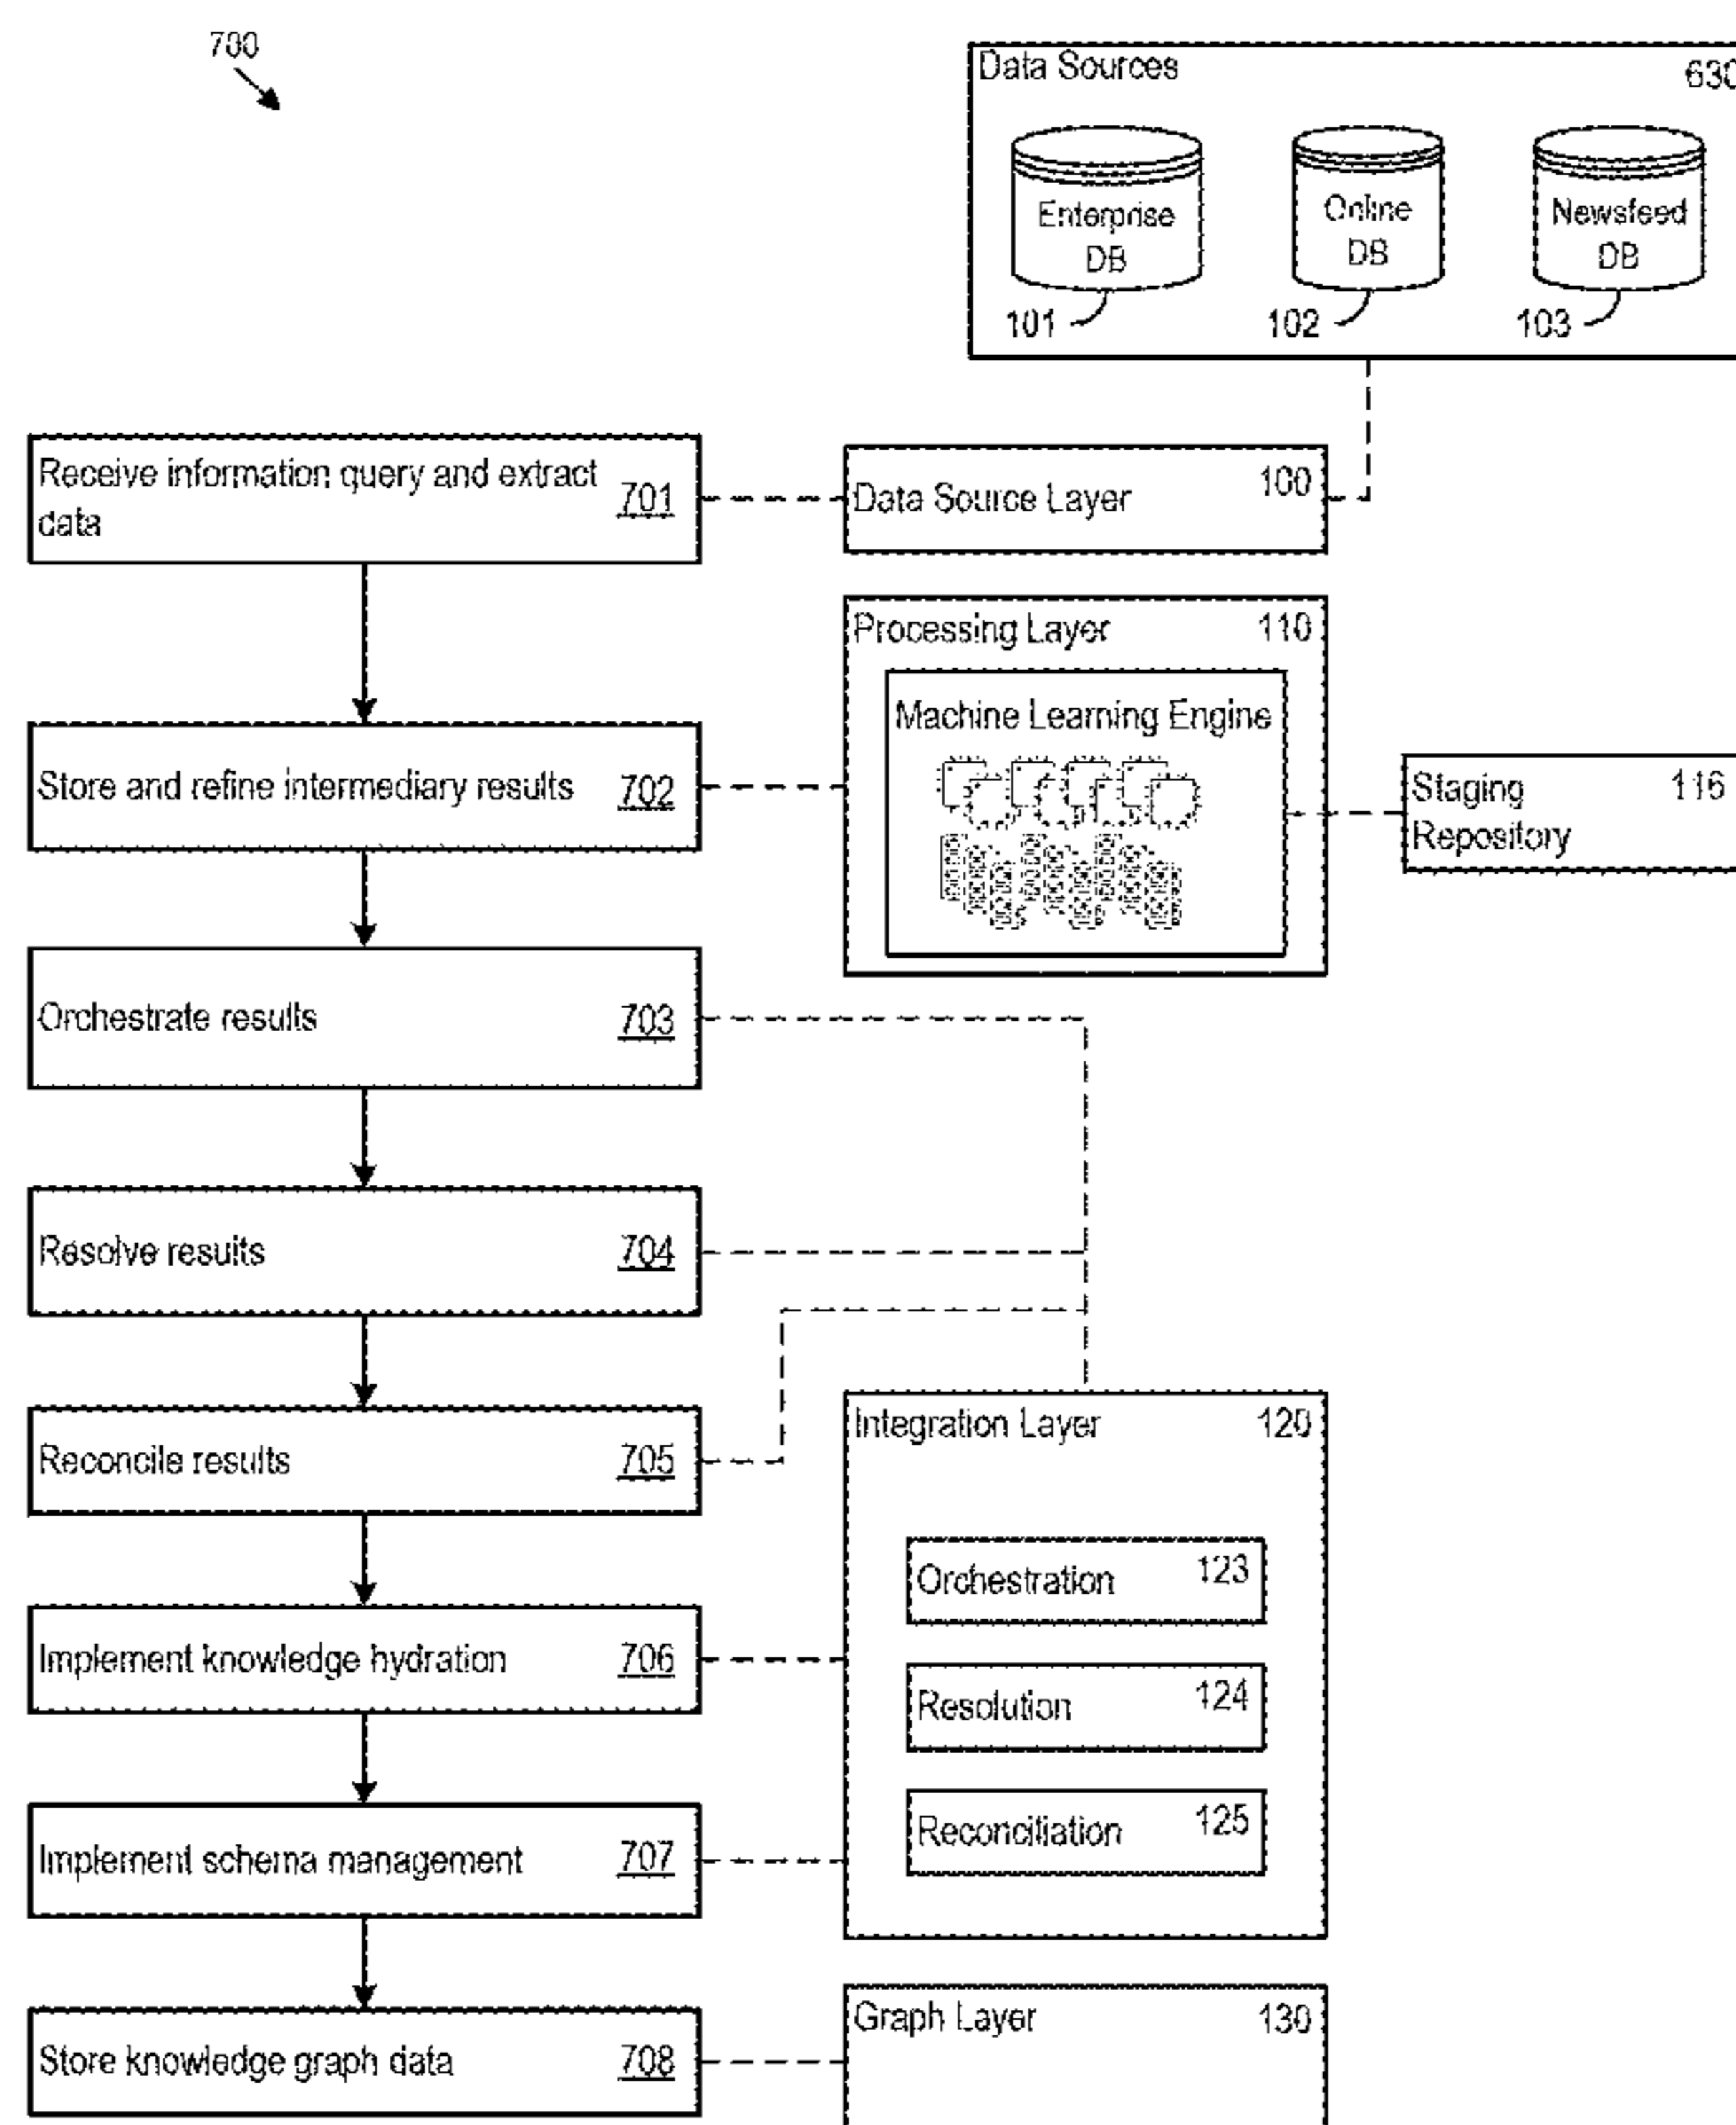 700
Data Sources 630
Enterprise
DB
Online
DB
Newsfeed
DB
101
102
103
Receive information query and extract
data
701
Data Source Layer 100
Processing Layer 110
Machine Learning Engine
Store and refine intermediary results 702
Staging
Repository
116
Orchestrate results 703
Resolve results 704
Reconcile results 705
Integration Layer 120
Orchestration 123
Implement knowledge hydration 706
Resolution 124
Reconciliation 125
Implement schema management 707
Graph Layer 130
Store knowledge graph data 708